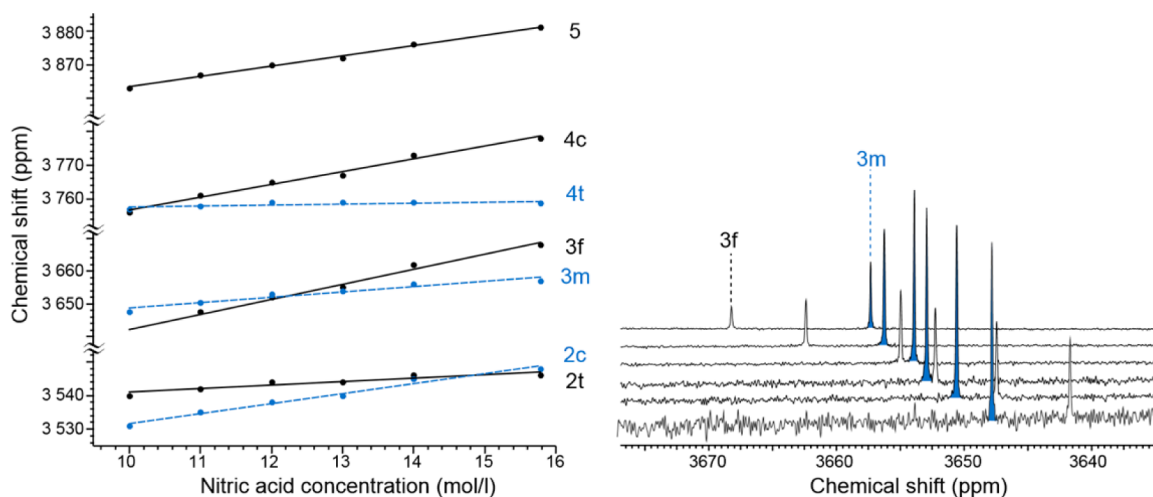 Chemical shift (ppm)
3 880
3 870
3 770
3 760
3 660
3 650
3 540
3 530
5
4c
4t
3f
3m
2c
2t
10 11 12 13 14 15 16
Nitric acid concentration (mol/l)
3f
3m
3670 3660 3650 3640
Chemical shift (ppm)